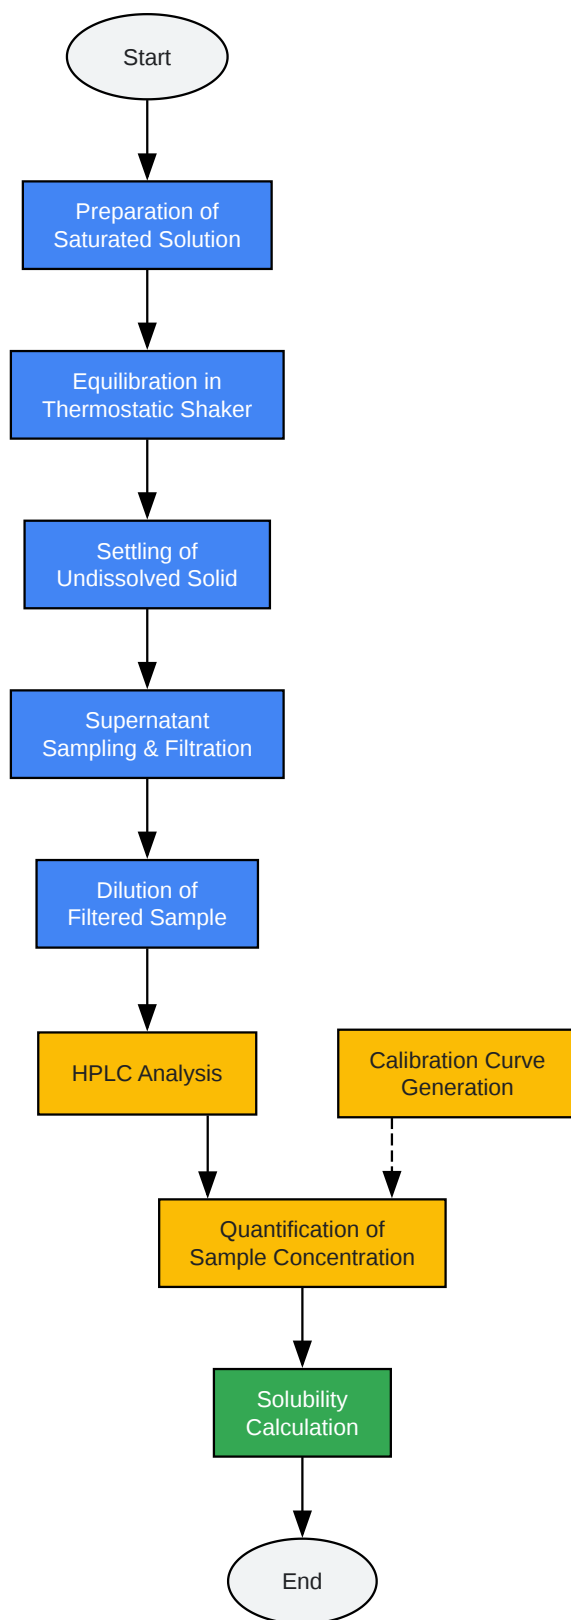 Start
Preparation of
Saturated Solution
Equilibration in
Thermostatic Shaker
Settling of
Undissolved Solid
Supernatant
Sampling & Filtration
Dilution of
Filtered Sample
HPLC Analysis
Calibration Curve
Generation
Quantification of
Sample Concentration
Solubility
Calculation
End